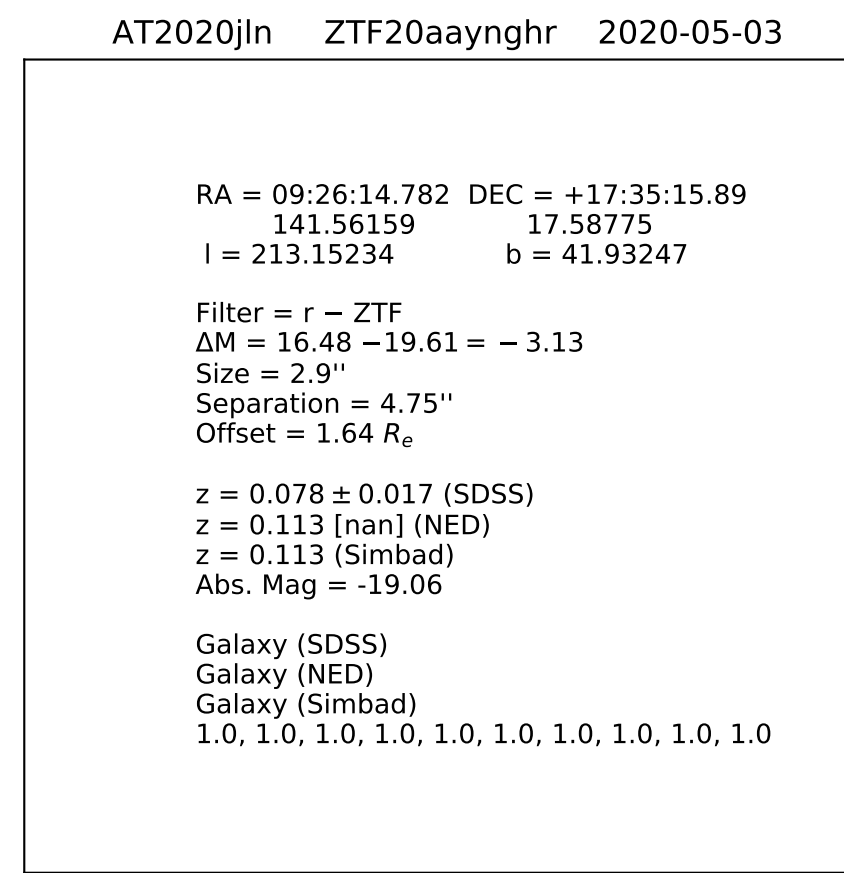 AT2020jln ZTF20aaynghr 2020-05-03
RA = 09:26:14.782 DEC = +17:35:15.89
141.56159 17.58775
l = 213.15234 b = 41.93247
Filter = r − ZTF
ΔM = 16.48 −19.61 = − 3.13
Size = 2.9''
Separation = 4.75''
Offset = 1.64 Rₑ
z = 0.078 ± 0.017 (SDSS)
z = 0.113 [nan] (NED)
z = 0.113 (Simbad)
Abs. Mag = -19.06
Galaxy (SDSS)
Galaxy (NED)
Galaxy (Simbad)
1.0, 1.0, 1.0, 1.0, 1.0, 1.0, 1.0, 1.0, 1.0, 1.0